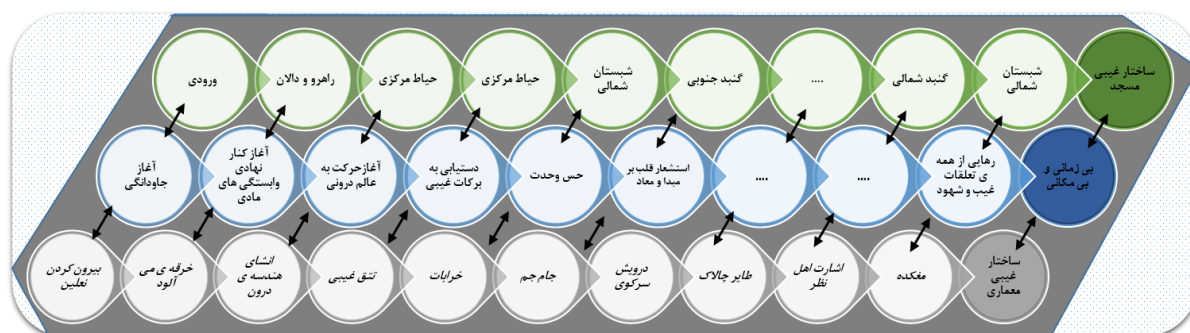 ساختار غیبی
مسجد
شبستان
شمالی
گنبد شمالی
....
گنبد جنوبی
شبستان
شمالی
حیاط مرکزی
حیاط مرکزی
راهرو و دالان
ورودی
بی زمانی و
بی مکانی
رهایی از همه
ی تعلقات
غیب و شهود
....
....
استشعار قلب بر
مبدا و معاد
حس وحدت
دستیابی به
برکات غیبی
آغازحرکت به
عالم درونی
آغاز کنار
نهادی
وابستگی های
مادی
آغاز
جاودانگی
ساختار
غیبی
معماری
مغکده
اشارت اهل
نظر
طایر چالاک
درویش
سرکوی
جام جم
خرابات
تتق غیبی
انشای
هندسه ی
درون
خرقه ی می
آلود
بیرون کردن
نعلین